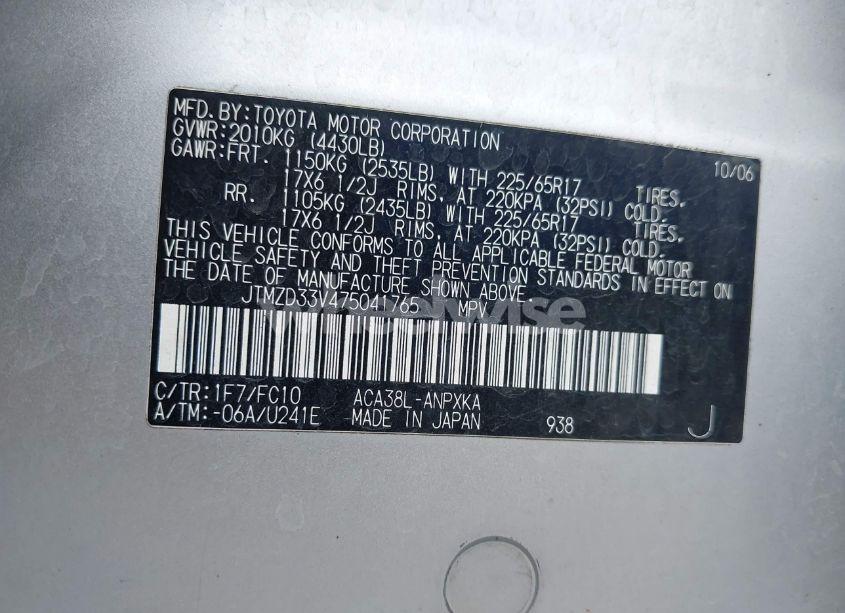 MFD. BY: TOYOTA MOTOR CORPORATION 10/06
GVWR: 2010KG (4430LB)
GAWR: FRT. 1150KG (2535LB) WITH 225/65R17 TIRES,
17X6 1/2J RIMS, AT 220KPA (32PSI) COLD.
RR. 1105KG (2435LB) WITH 225/65R17 TIRES,
17X6 1/2J RIMS, AT 220KPA (32PSI) COLD.
THIS VEHICLE CONFORMS TO ALL APPLICABLE FEDERAL MOTOR
VEHICLE SAFETY AND THEFT PREVENTION STANDARDS IN EFFECT ON
THE DATE OF MANUFACTURE SHOWN ABOVE.
JTMZD33V475041765 MPV
wheelwise
C/TR: 1F7/FC10 ACA38L-ANPXKA
A/TM: -06A/U241E MADE IN JAPAN 938 J